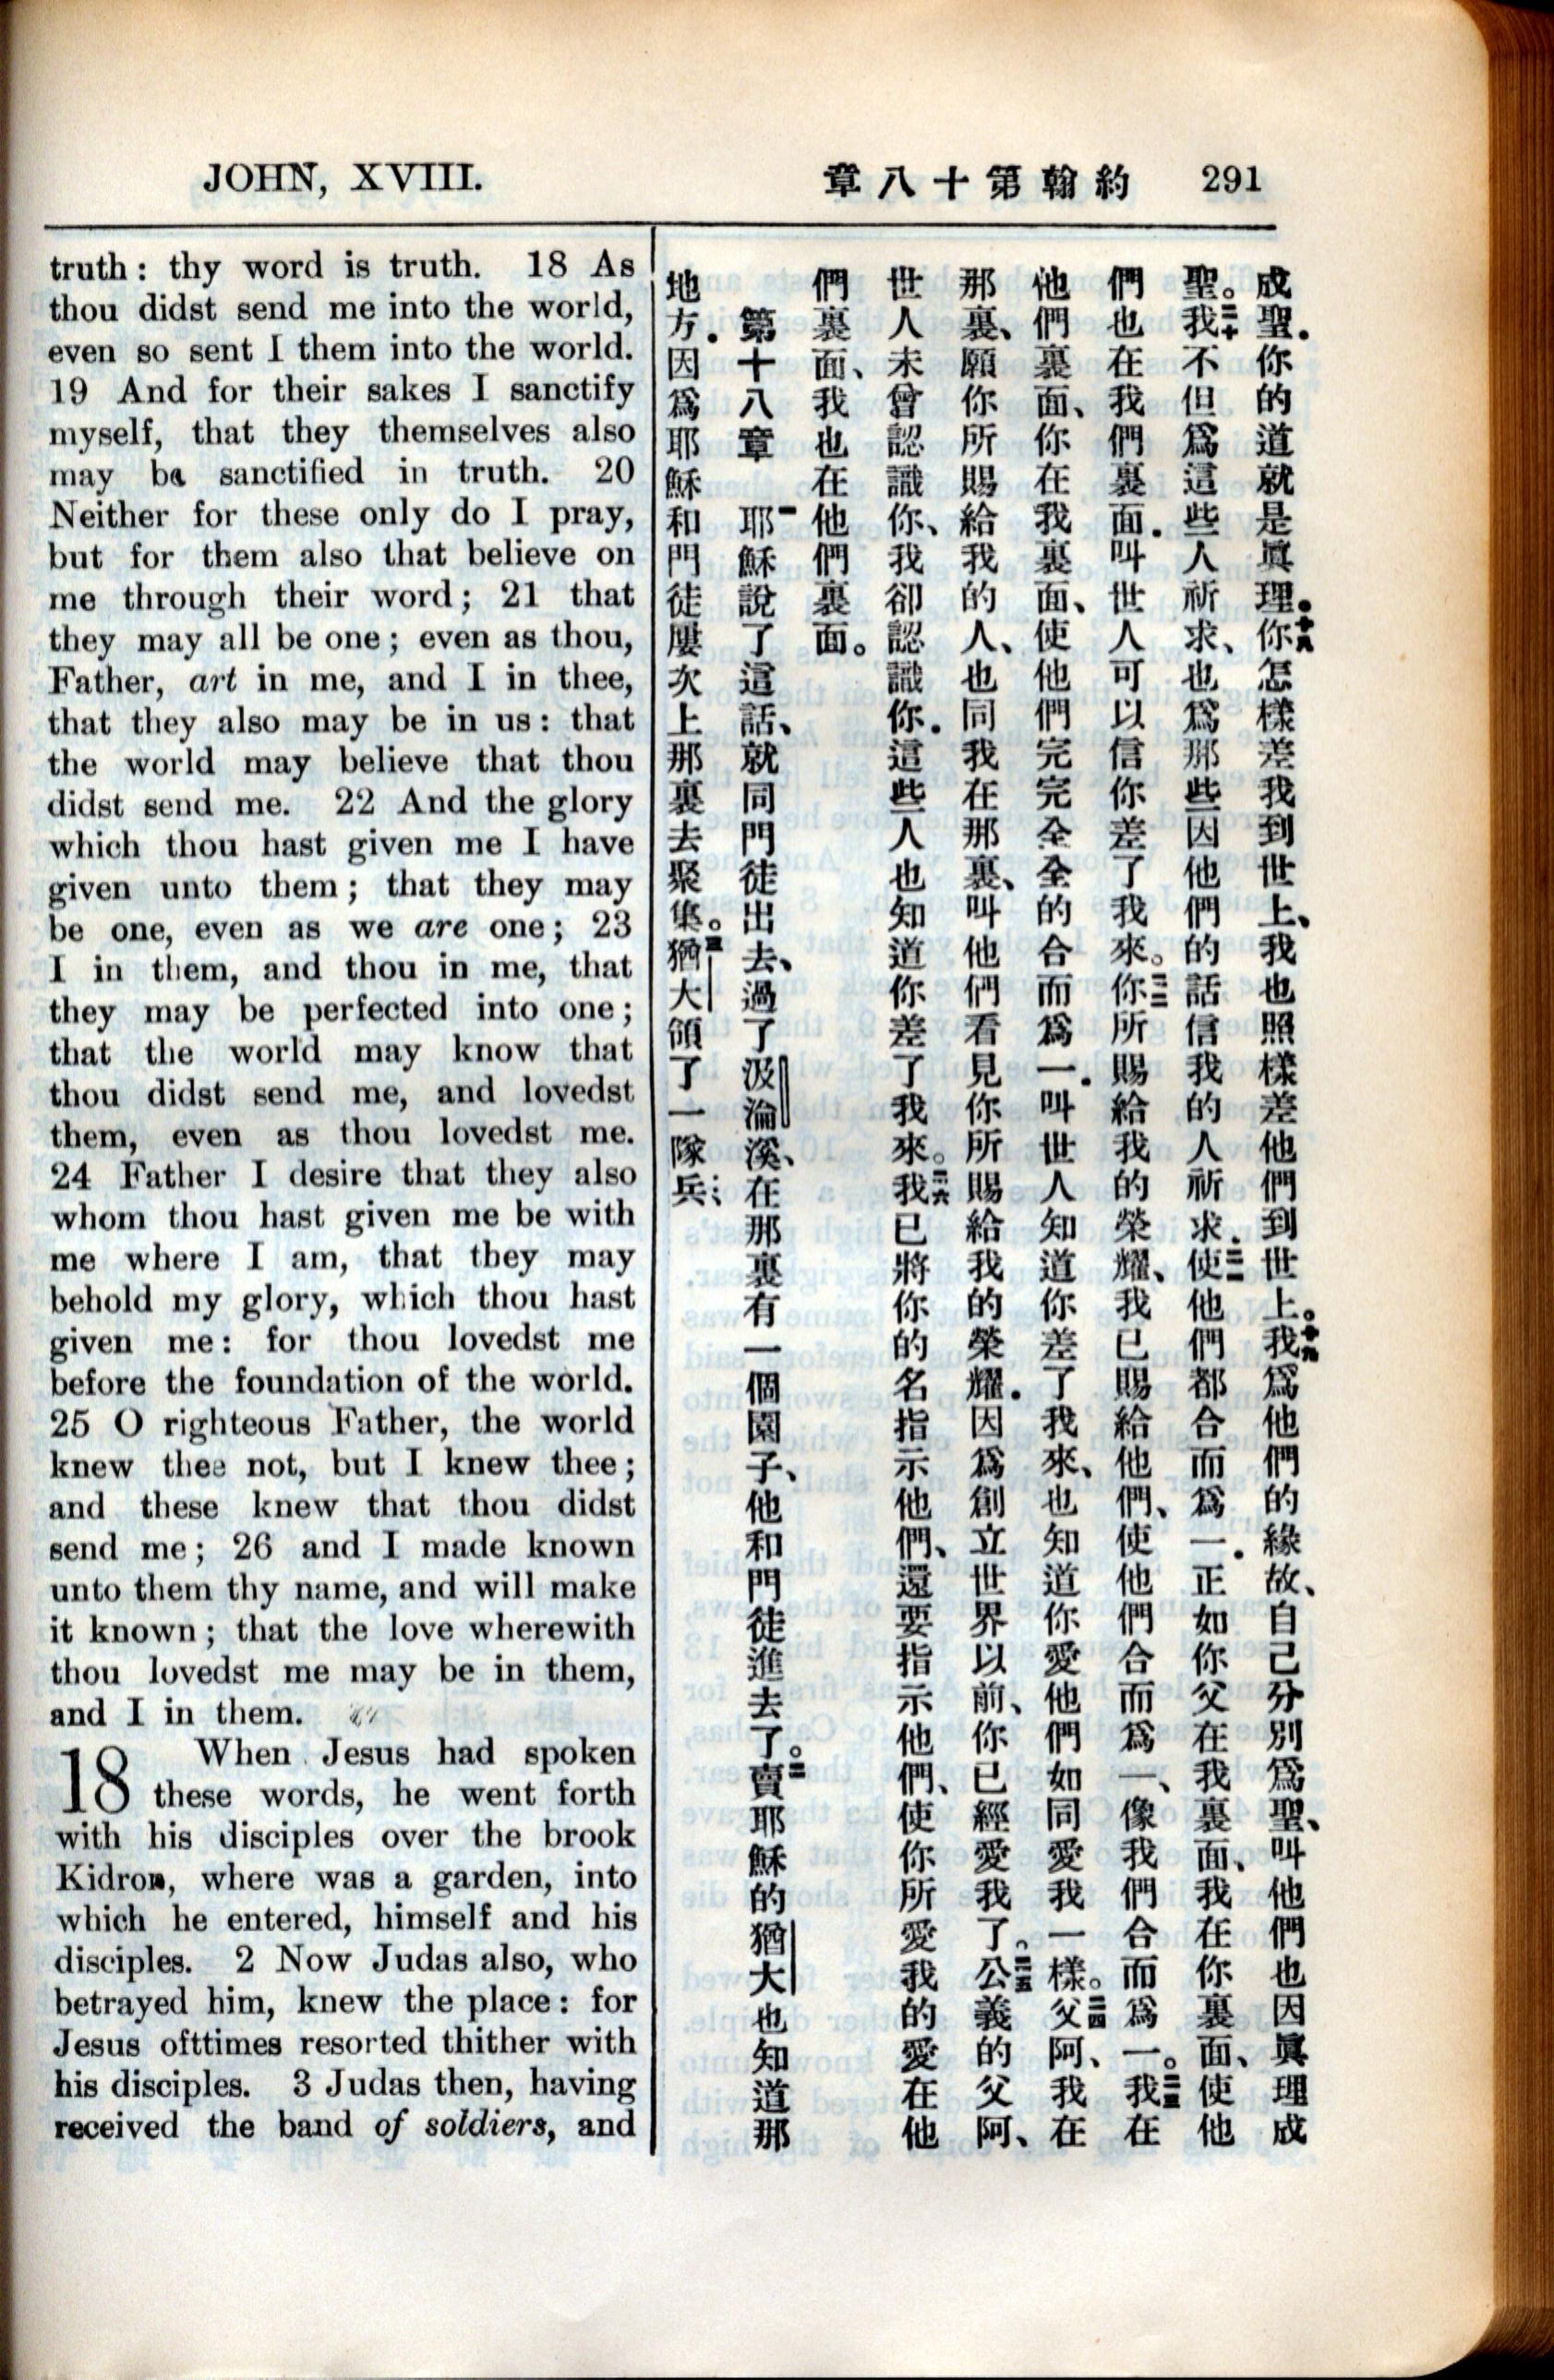 JOHN, XVIII.
章八十第翰約 291
truth: thy word is truth. 18 As
thou didst send me into the world,
even so sent I them into the world.
19 And for their sakes I sanctify
myself, that they themselves also
may be sanctified in truth. 20
Neither for these only do I pray,
but for them also that believe on
me through their word; 21 that
they may all be one; even as thou,
Father, art in me, and I in thee,
that they also may be in us: that
the world may believe that thou
didst send me. 22 And the glory
which thou hast given me I have
given unto them; that they may
be one, even as we are one; 23
I in them, and thou in me, that
they may be perfected into one;
that the world may know that
thou didst send me, and lovedst
them, even as thou lovedst me.
24 Father I desire that they also
whom thou hast given me be with
me where I am, that they may
behold my glory, which thou hast
given me: for thou lovedst me
before the foundation of the world.
25 O righteous Father, the world
knew thee not, but I knew thee;
and these knew that thou didst
send me; 26 and I made known
unto them thy name, and will make
it known; that the love wherewith
thou lovedst me may be in them,
and I in them.
18 When Jesus had spoken
these words, he went forth
with his disciples over the brook
Kidron, where was a garden, into
which he entered, himself and his
disciples. 2 Now Judas also, who
betrayed him, knew the place: for
Jesus ofttimes resorted thither with
his disciples. 3 Judas then, having
received the band of soldiers, and
成聖．你的道就是眞理。十八你怎樣差我到世上、我也照樣差他們到世上。十九我爲他們的緣故、自己分別爲聖、叫他們也因眞理成
聖。二十我不但爲這些人祈求、也爲那些因他們的話信我的人祈求．二一使他們都合而爲一．正如你父在我裏面、我在你裏面、使他
們也在我們裏面．叫世人可以信你差了我來。二二你所賜給我的榮耀、我已賜給他們、使他們合而爲一、像我們合而爲一。二三我在
他們裏面、你在我裏面、使他們完完全全的合而爲一．叫世人知道你差了我來、也知道你愛他們如同愛我一樣。二四父阿、我在
那裏、願你所賜給我的人、也同我在那裏、叫他們看見你所賜給我的榮耀．因爲創立世界以前、你已經愛我了。二五公義的父阿、
世人未曾認識你、我卻認識你．這些人也知道你差了我來。二六我已將你的名指示他們、還要指示他們、使你所愛我的愛在他
們裏面、我也在他們裏面。
第十八章 一耶穌說了這話、就同門徒出去、過了汲淪溪、在那裏有一個園子、他和門徒進去了。二賣耶穌的猶大也知道那
地方．因爲耶穌和門徒屢次上那裏去聚集。三猶大領了一隊兵